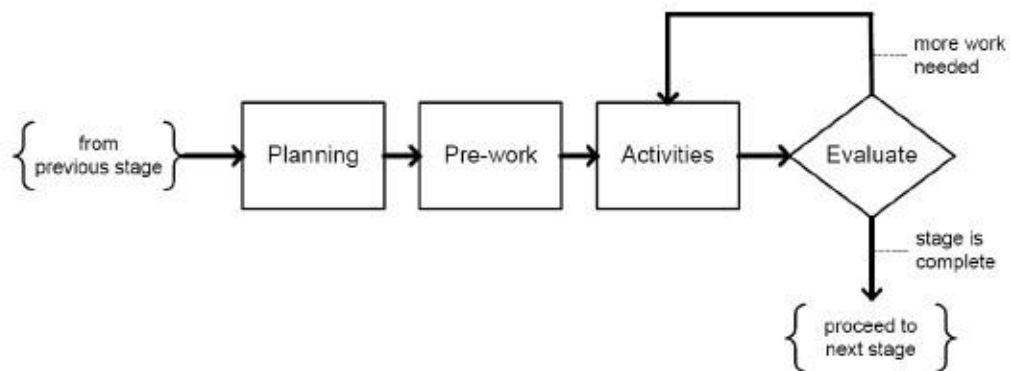 more work
needed
from
previous stage
Planning
Pre-work
Activities
Evaluate
stage is
complete
proceed to
next stage